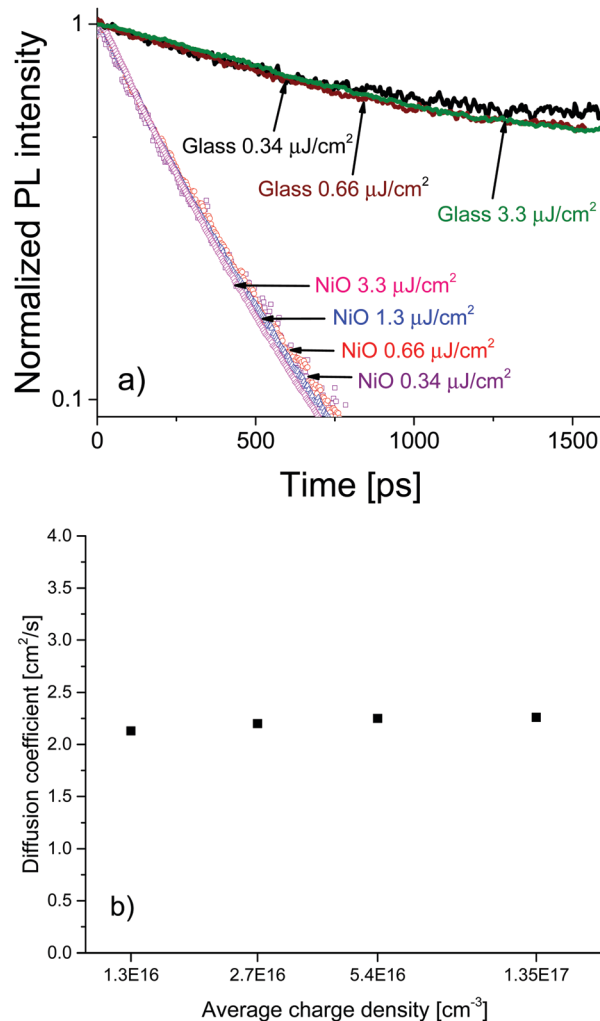 1
Normalized PL intensity
Glass 0.34 μJ/cm²
Glass 0.66 μJ/cm²
Glass 3.3 μJ/cm²
NiO 3.3 μJ/cm²
NiO 1.3 μJ/cm²
NiO 0.66 μJ/cm²
NiO 0.34 μJ/cm²
a)
0.1
0 500 1000 1500
Time [ps]
4.0
3.5
3.0
2.5
2.0
1.5
1.0
0.5
0.0
Diffusion coefficient [cm²/s]
b)
1.3E16 2.7E16 5.4E16 1.35E17
Average charge density [cm⁻³]